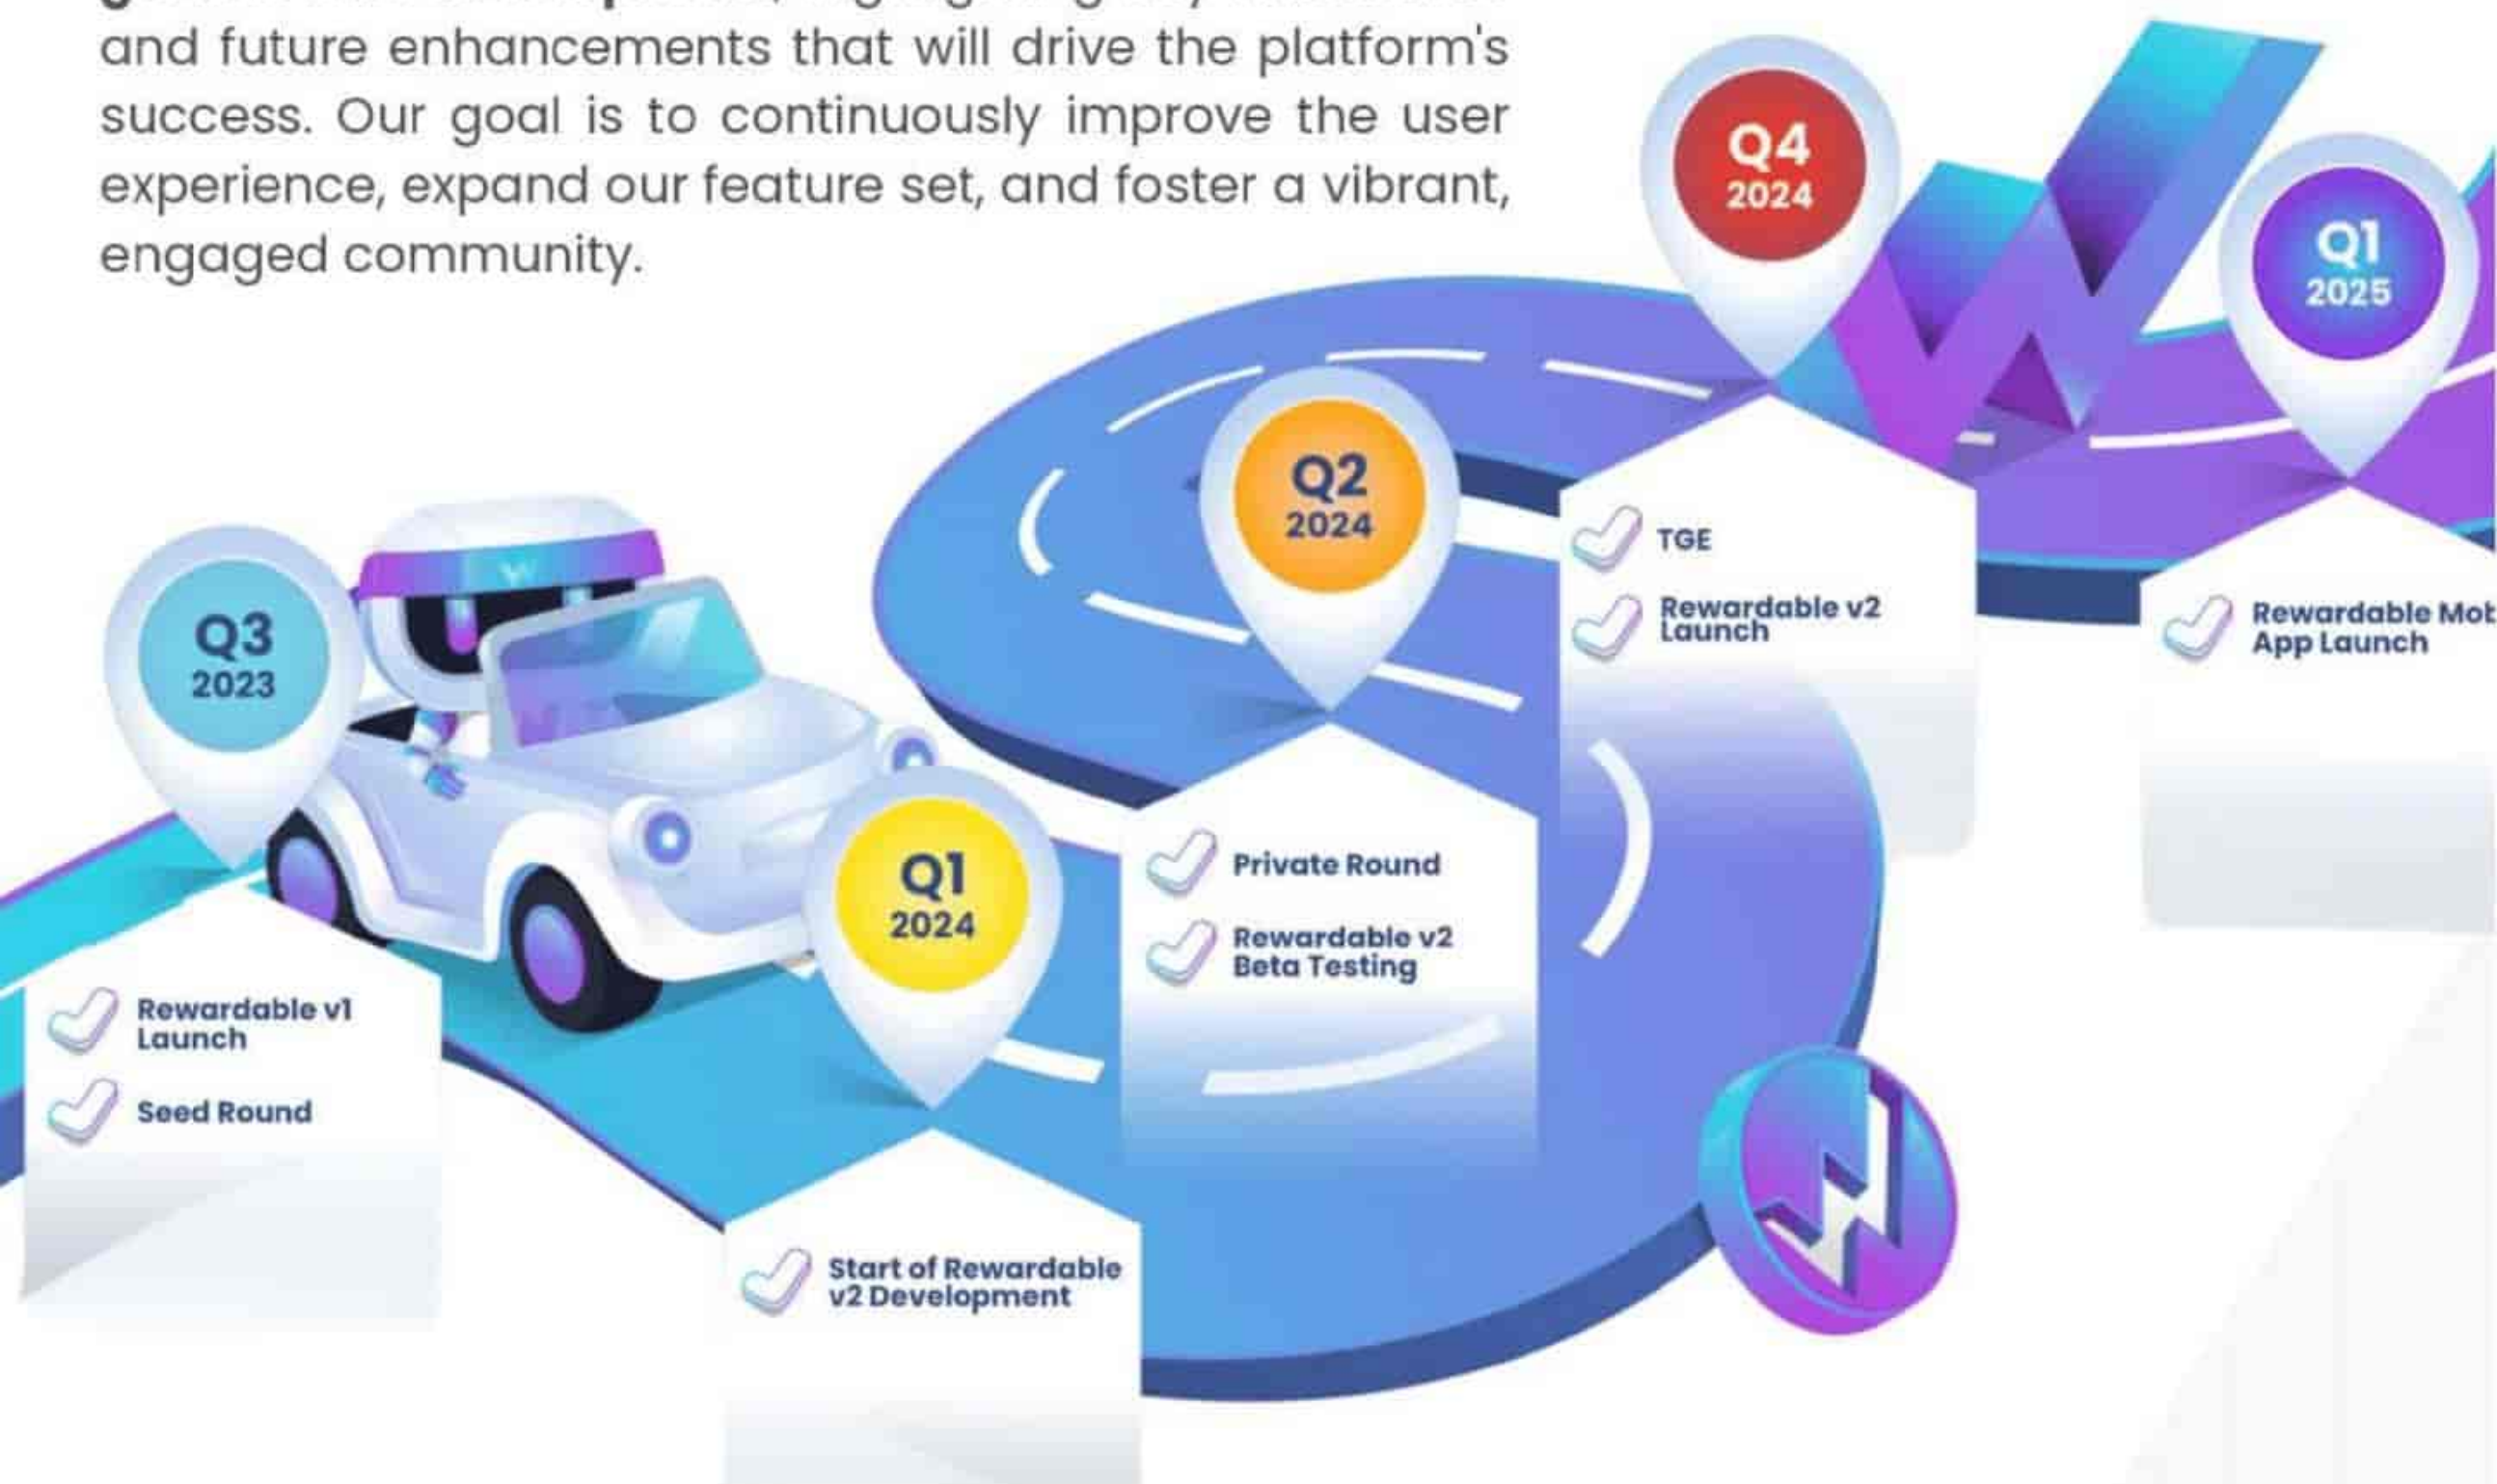 and future enhancements that will drive the platform's
success. Our goal is to continuously improve the user
experience, expand our feature set, and foster a vibrant,
engaged community.
Q3
2023
Rewardable v1
Launch
Seed Round
Q1
2024
Start of Rewardable
v2 Development
Q2
2024
Private Round
Rewardable v2
Beta Testing
Q4
2024
TGE
Rewardable v2
Launch
Q1
2025
Rewardable
App Launch